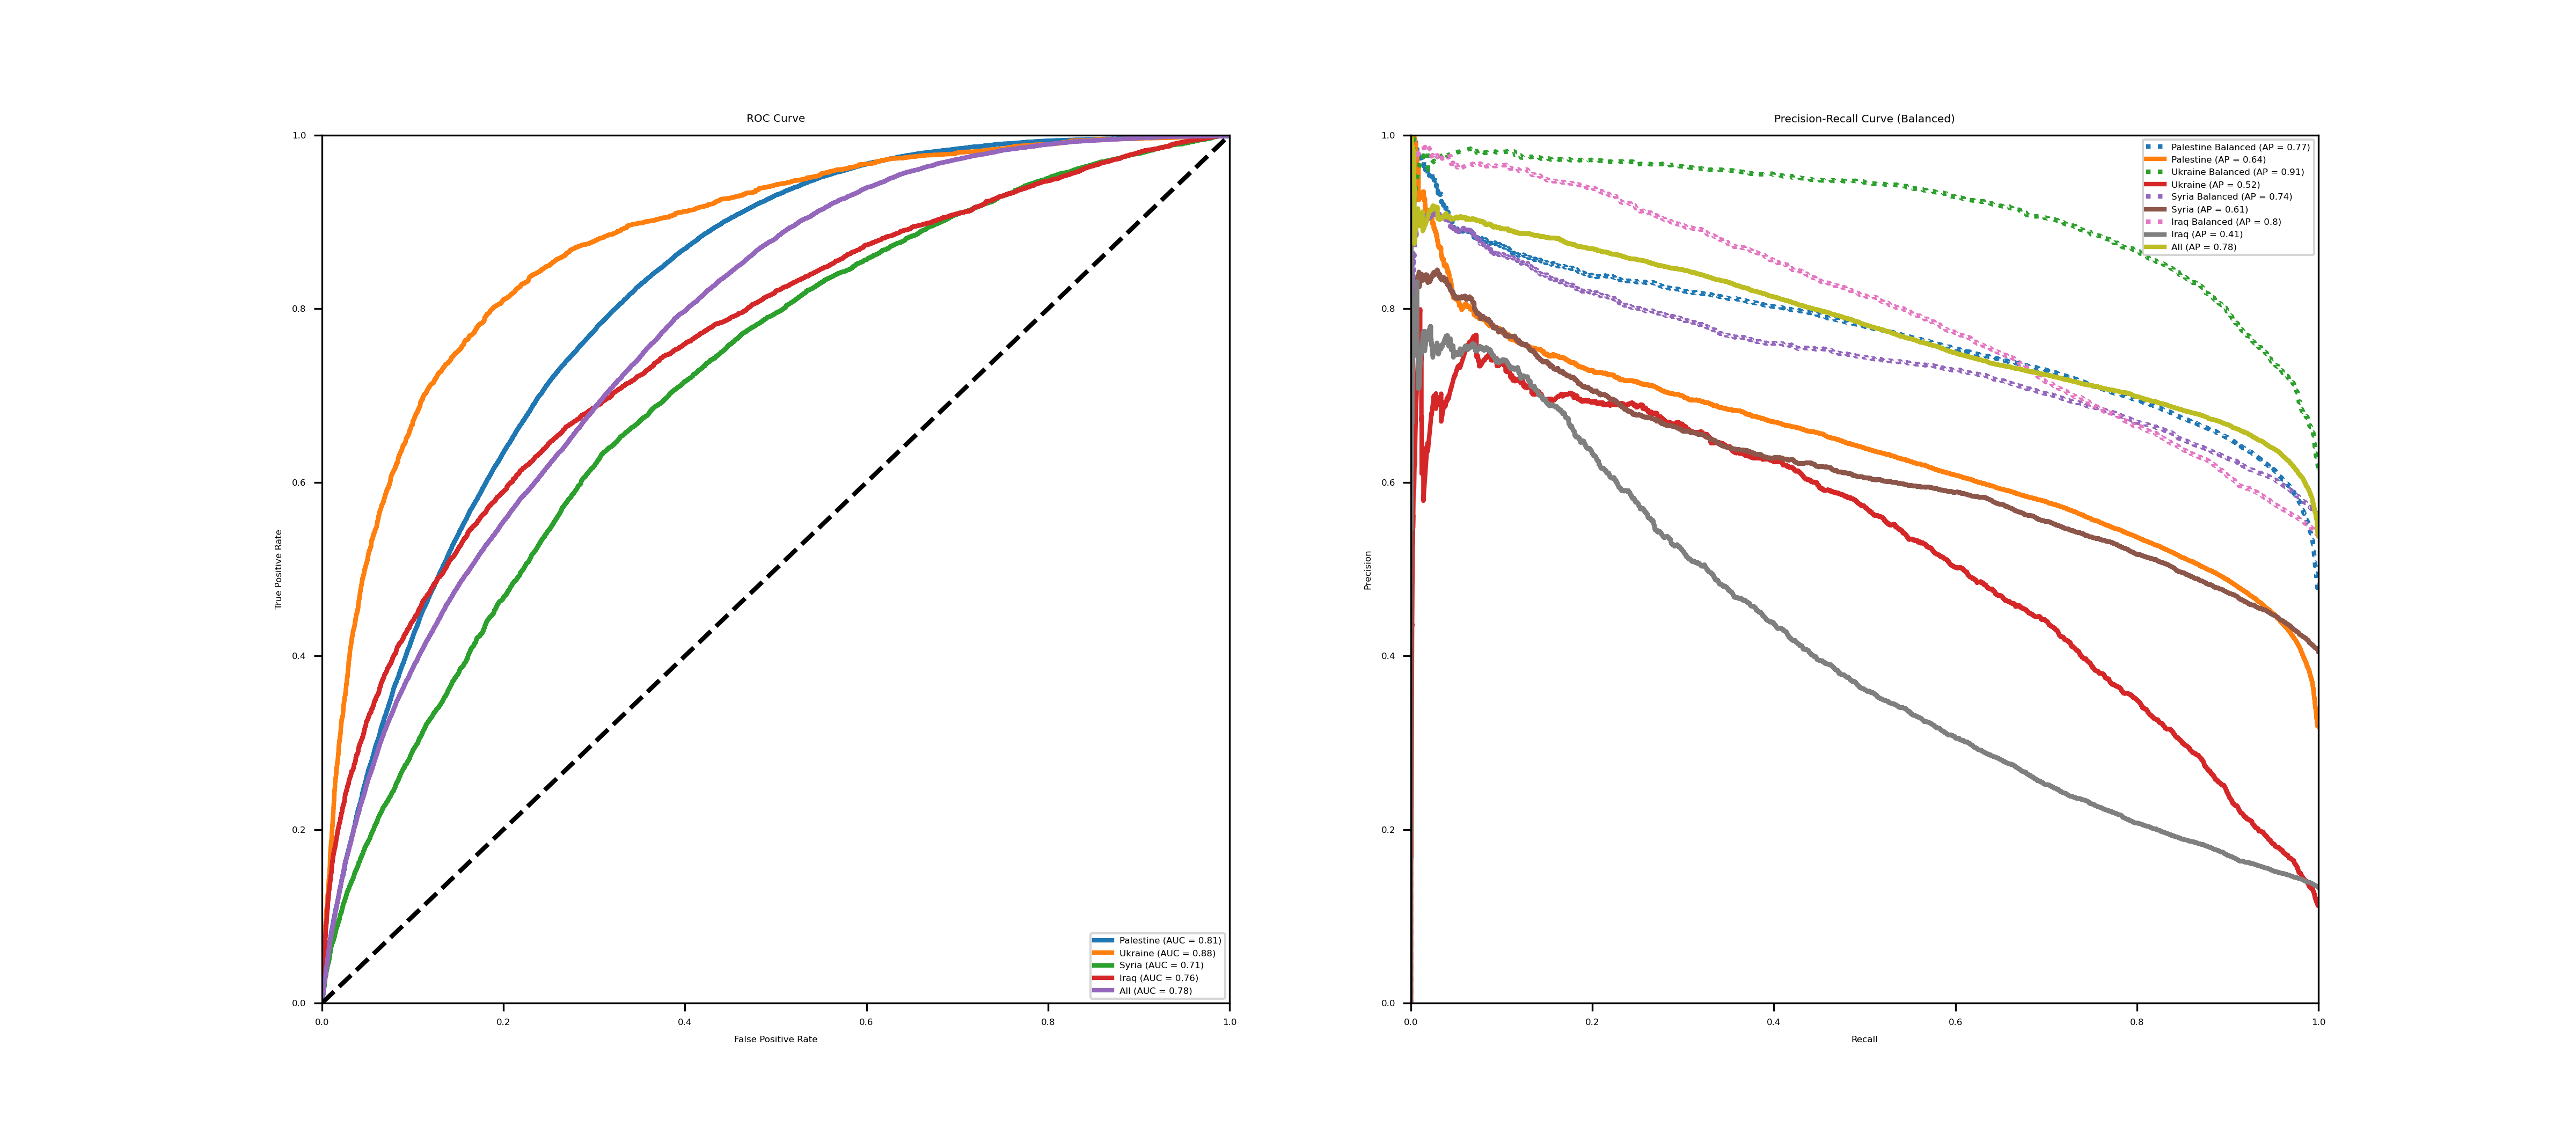 ROC Curve
1.0
0.8
0.6
0.4
0.2
0.0
True Positive Rate
0.0 0.2 0.4 0.6 0.8 1.0
False Positive Rate
Palestine (AUC = 0.81)
Ukraine (AUC = 0.88)
Syria (AUC = 0.71)
Iraq (AUC = 0.76)
All (AUC = 0.78)
Precision-Recall Curve (Balanced)
1.0
0.8
0.6
0.4
0.2
0.0
Precision
0.0 0.2 0.4 0.6 0.8 1.0
Recall
Palestine Balanced (AP = 0.77)
Palestine (AP = 0.64)
Ukraine Balanced (AP = 0.91)
Ukraine (AP = 0.52)
Syria Balanced (AP = 0.74)
Syria (AP = 0.61)
Iraq Balanced (AP = 0.8)
Iraq (AP = 0.41)
All (AP = 0.78)